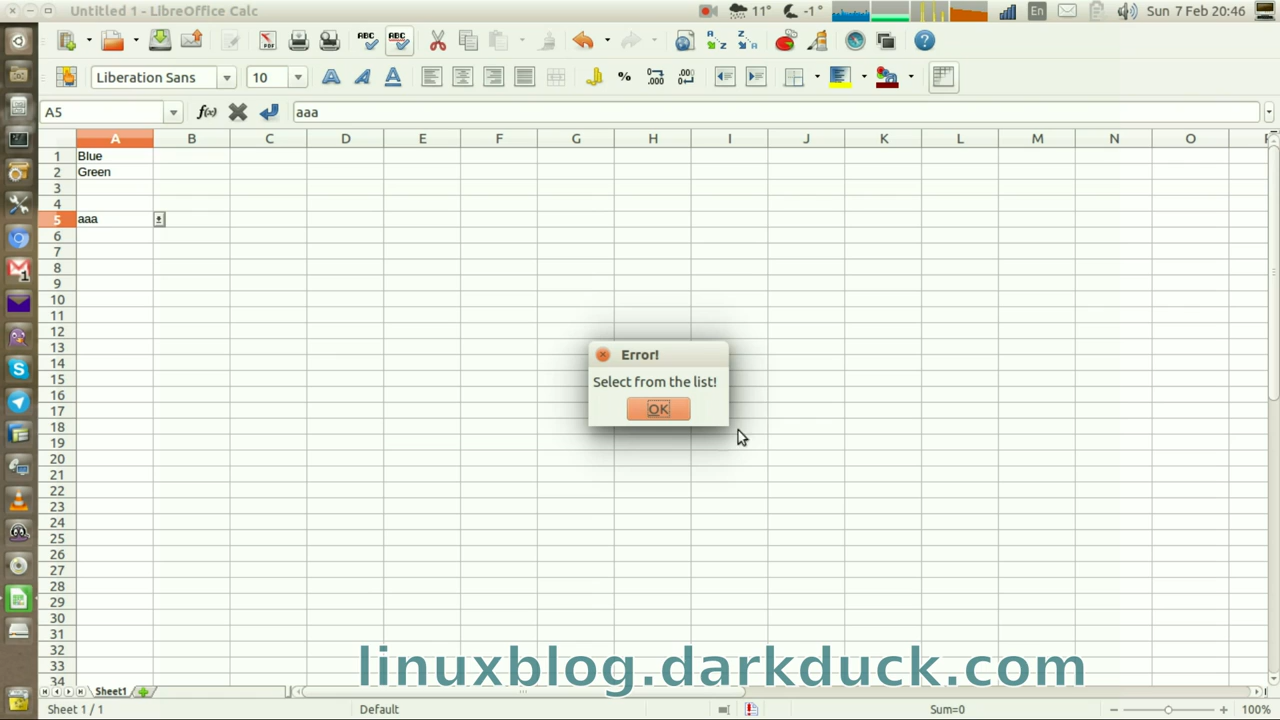 Untitled 1 - LibreOffice Calc
11° -1° En Sun 7 Feb 20:46
Liberation Sans 10
A5 aaa
A B C D E F G H I J K L M N O
1 Blue
2 Green
3
4
5 aaa
6
7
8
9
10
11
12
13
14
15
16
17
18
19
20
21
22
23
24
25
26
27
28
29
30
31
32
33
34
Error!
Select from the list!
OK
linuxblog.darkduck.com
Sheet1
Sheet 1 / 1 Default Sum=0 100%